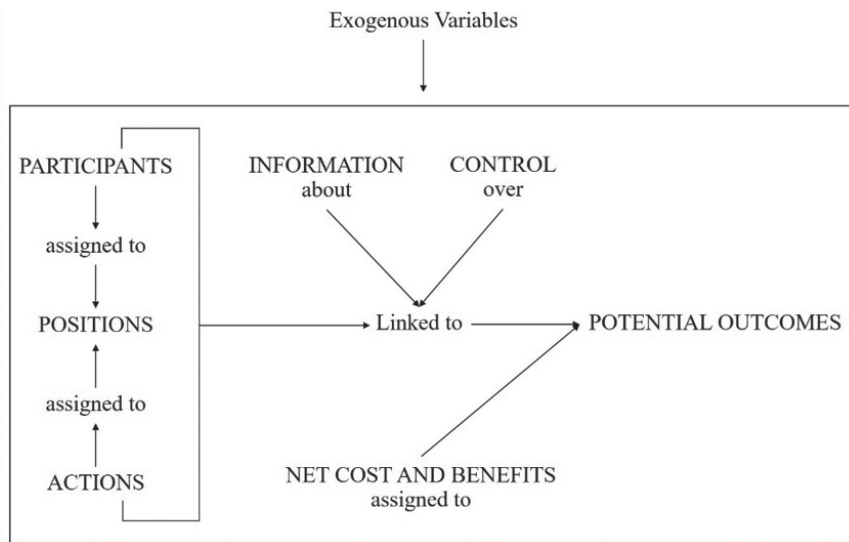 Exogenous Variables
PARTICIPANTS
INFORMATION
about
CONTROL
over
assigned to
POSITIONS
Linked to
POTENTIAL OUTCOMES
assigned to
ACTIONS
NET COST AND BENEFITS
assigned to